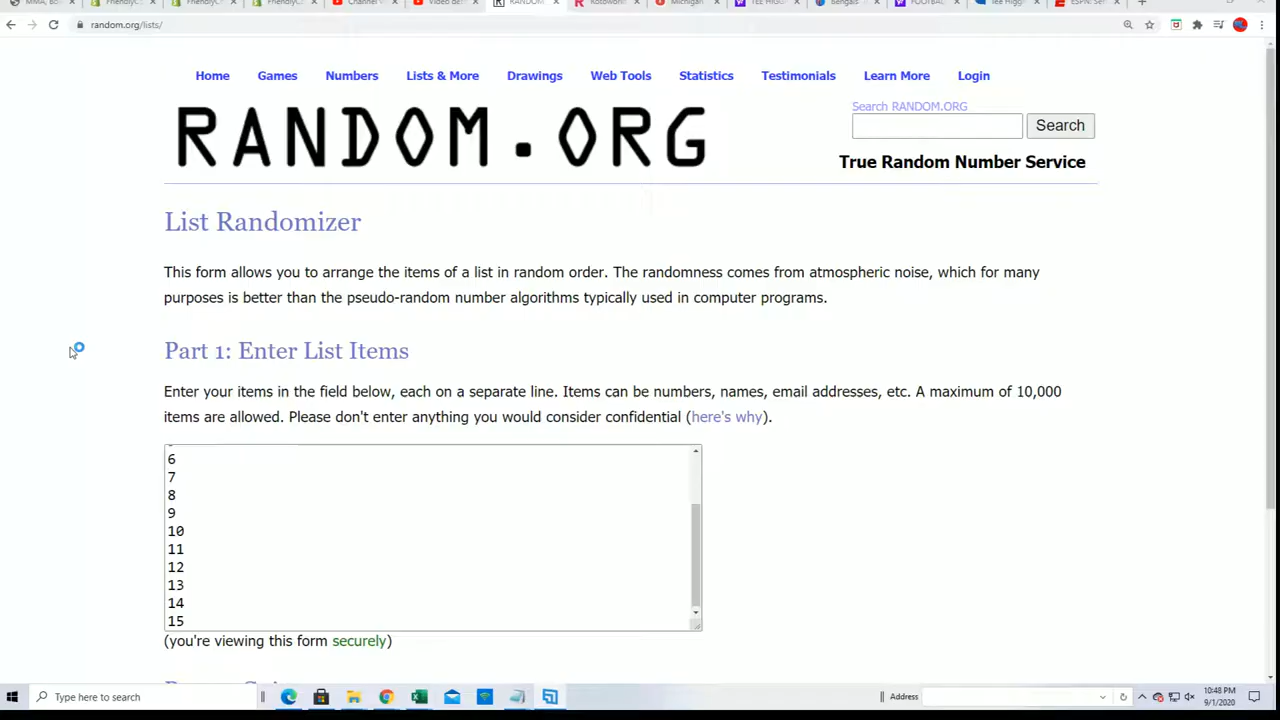 random.org/lists/
Home Games Numbers Lists & More Drawings Web Tools Statistics Testimonials Learn More Login
Search RANDOM.ORG
RANDOM.ORG
Search
True Random Number Service
List Randomizer
This form allows you to arrange the items of a list in random order. The randomness comes from atmospheric noise, which for many
purposes is better than the pseudo-random number algorithms typically used in computer programs.
Part 1: Enter List Items
Enter your items in the field below, each on a separate line. Items can be numbers, names, email addresses, etc. A maximum of 10,000
items are allowed. Please don't enter anything you would consider confidential (here's why).
6
7
8
9
10
11
12
13
14
15
(you're viewing this form securely)
Type here to search
Address
10:48 PM
9/1/2020